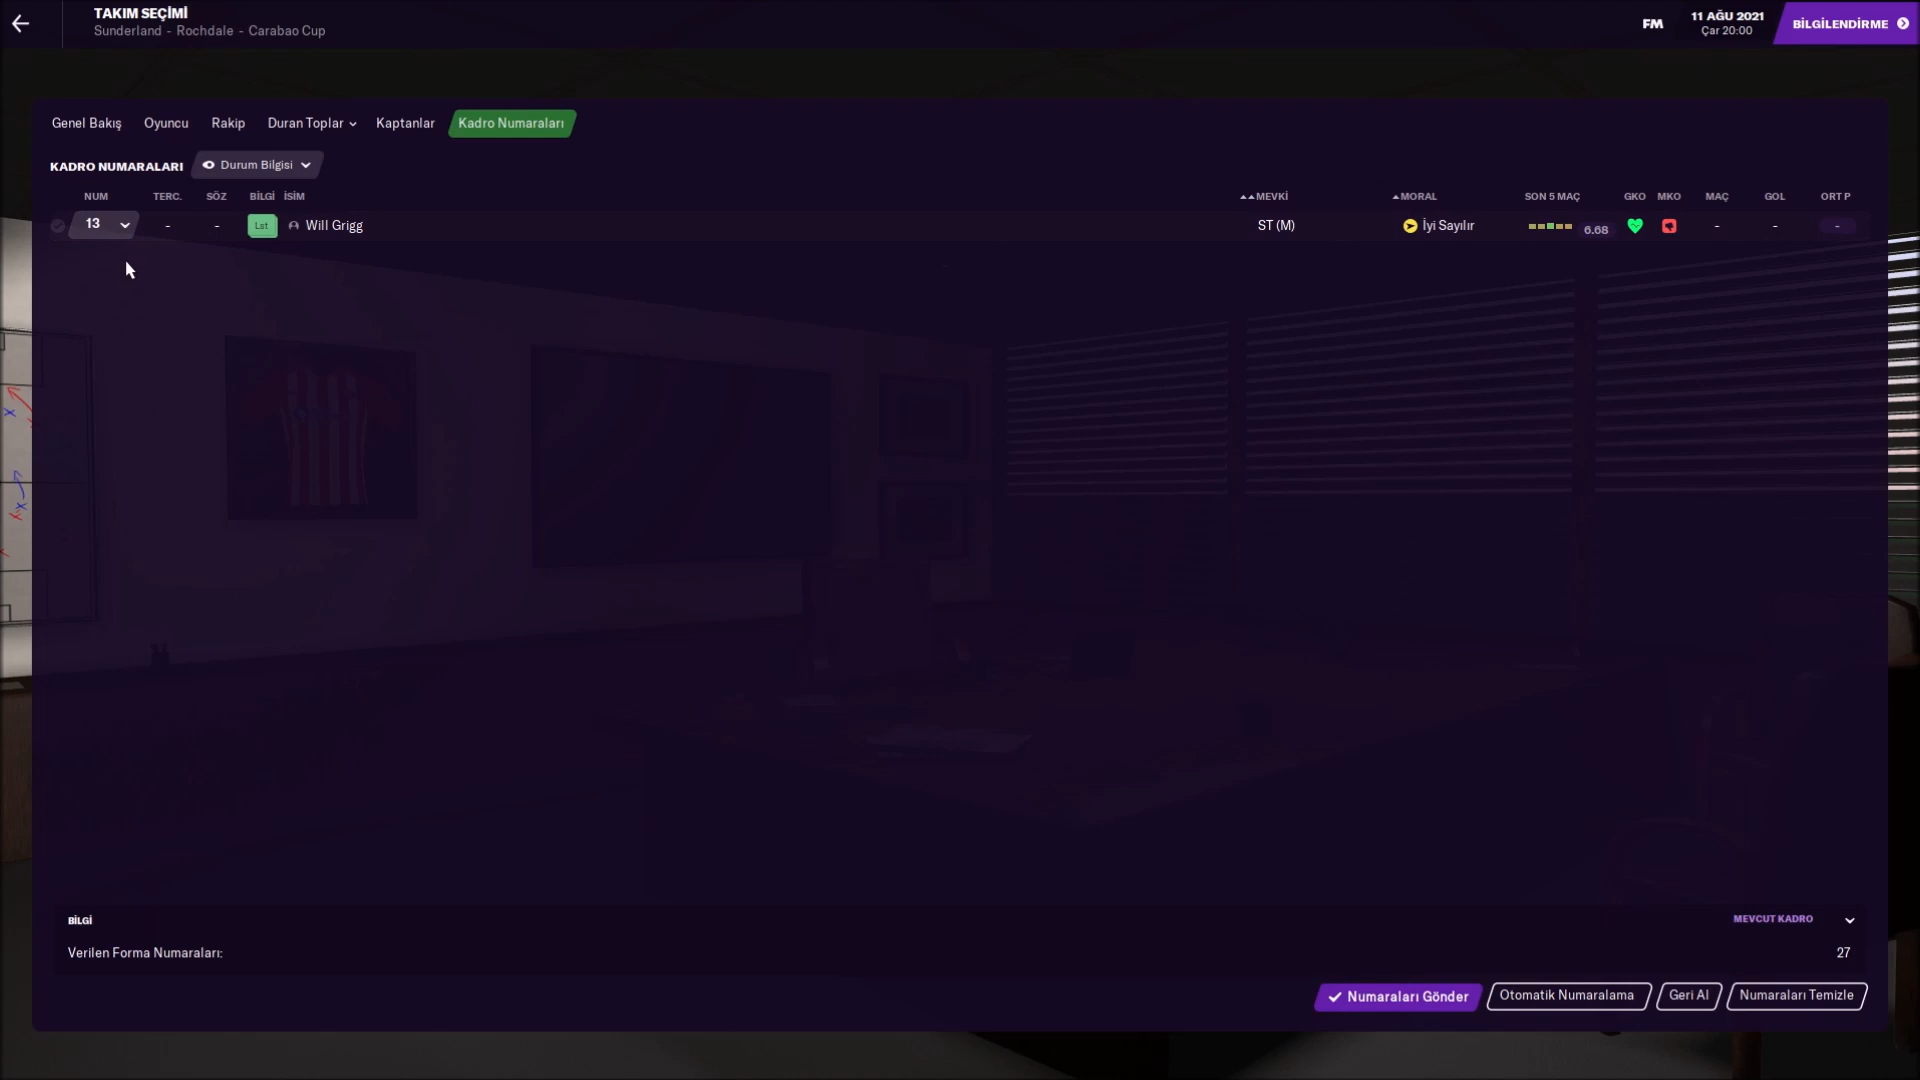 TAKIM SEÇİMİ
Sunderland - Rochdale - Carabao Cup
FM
11 AĞU 2021
Çar 20:00
BİLGİLENDİRME
Genel Bakış Oyuncu Rakip Duran Toplar Kaptanlar Kadro Numaraları
KADRO NUMARALARI Durum Bilgisi
NUM TERC. SÖZ BİLGİ İSİM MEVKİ MORAL SON 5 MAÇ GKO MKO MAÇ GOL ORT P
13 - - Lst Will Grigg ST (M) İyi Sayılır 6.68 - - -
BİLGİ MEVCUT KADRO
Verilen Forma Numaraları: 27
Numaraları Gönder Otomatik Numaralama Geri Al Numaraları Temizle